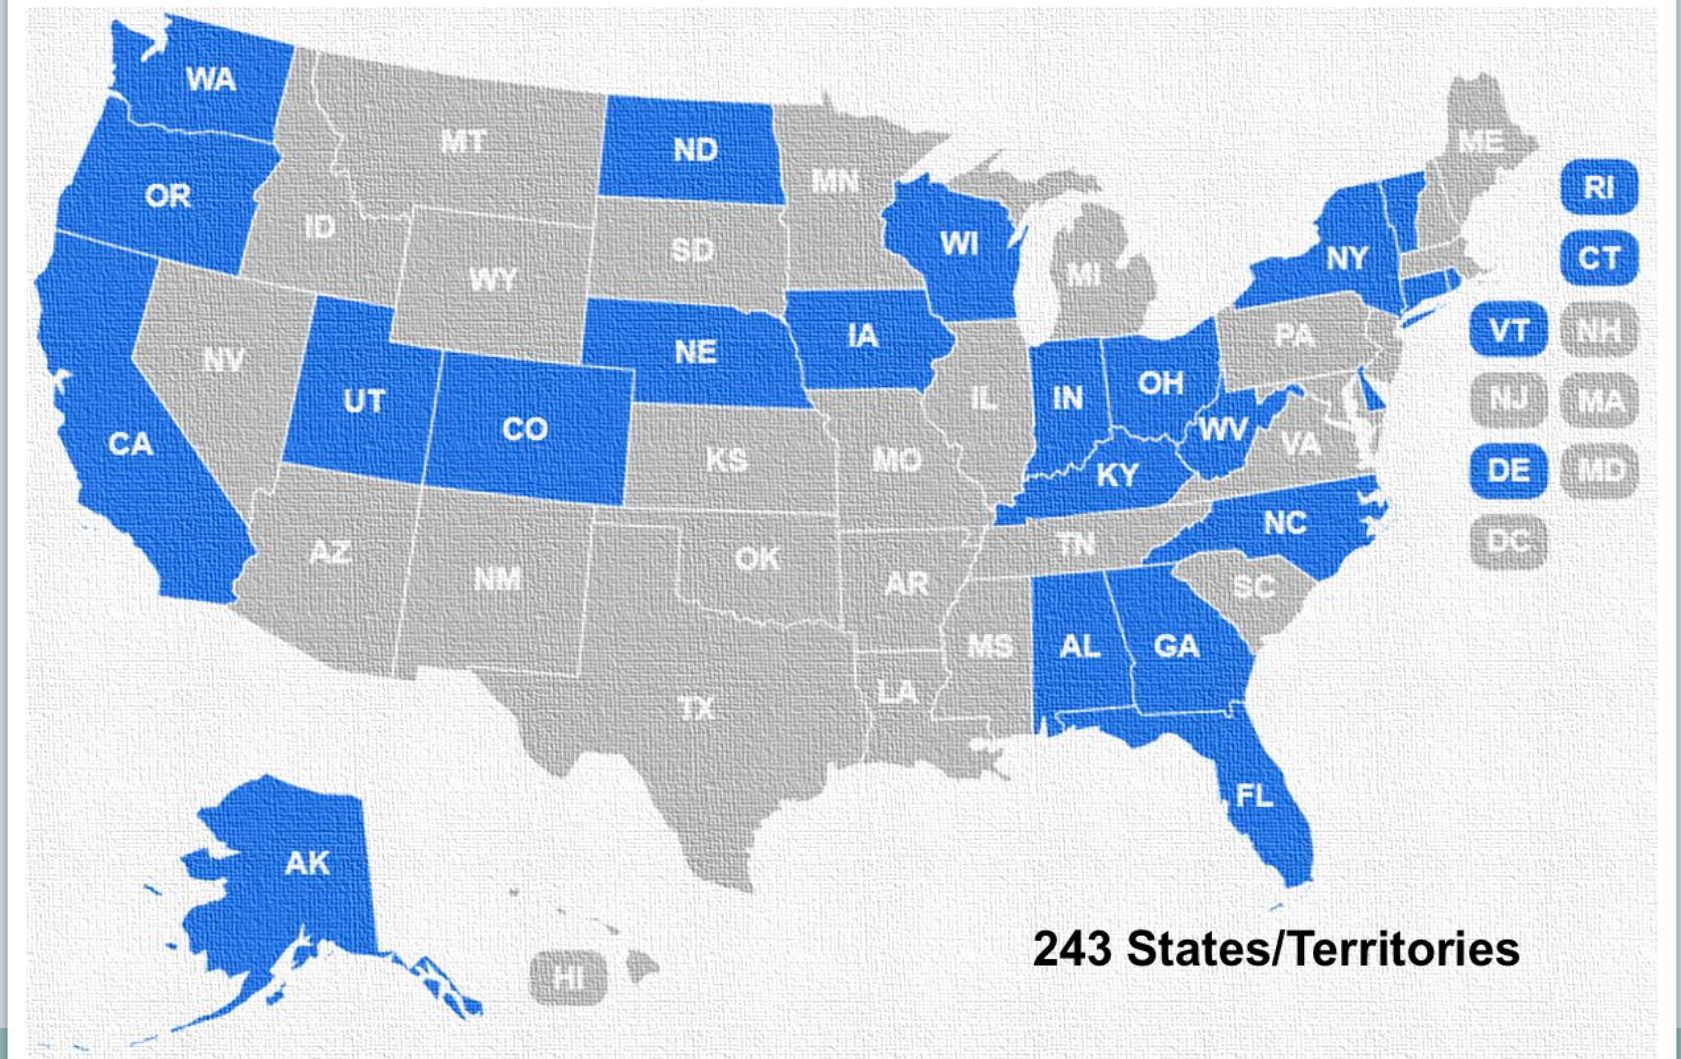 WA
MT
ND
MN
ME
OR
ID
SD
WI
MI
NY
RI
CT
WY
VT
NH
NV
UT
CO
NE
IA
IL
IN
OH
PA
NJ
MA
CA
KS
MO
KY
WV
VA
DE
MD
AZ
NM
OK
AR
TN
NC
SC
DC
TX
LA
MS
AL
GA
FL
AK
HI
243 States/Territories